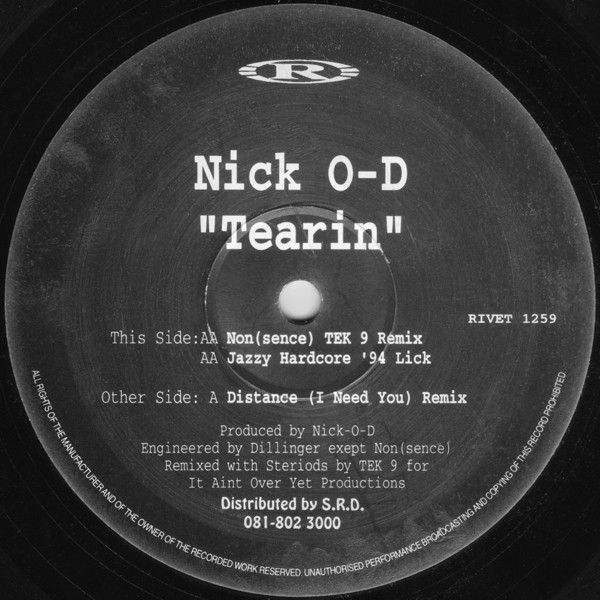 R
Nick O-D
"Tearin"
RIVET 1259
This Side:AA Non(sence) TEK 9 Remix
AA Jazzy Hardcore '94 Lick
Other Side: A Distance (I Need You) Remix
Produced by Nick-O-D
Engineered by Dillinger exept Non(sence)
Remixed with Steriods by TEK 9 for
It Aint Over Yet Productions
Distributed by S.R.D.
081-802 3000
ALL RIGHTS OF THE MANUFACTURER AND OF THE OWNER OF THE RECORDED WORK RESERVED. UNAUTHORISED PERFORMANCE BROADCASTING AND COPYING OF THIS RECORD PROHIBITED.